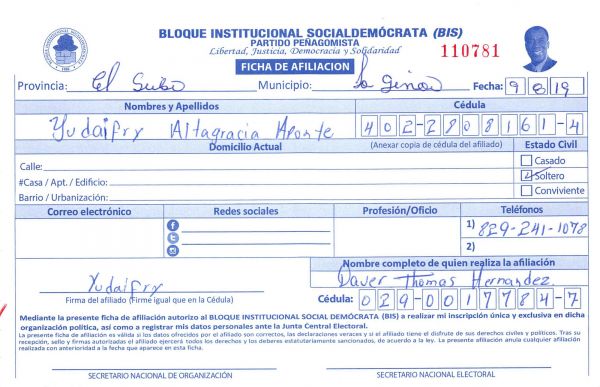 BLOQUE INSTITUCIONAL SOCIALDEMÓCRATA (BIS)
PARTIDO PEÑAGOMISTA
Libertad, Justicia, Democracia y Solidaridad
110781
FICHA DE AFILIACION
Provincia: El Seibo Municipio: La Gina Fecha: 9 8 19
Nombres y Apellidos Cédula
Yudaifry Altagracia Aponte 402-2808161-4
Domicilio Actual (Anexar copia de cédula del afiliado) Estado Civil
Calle: Casado
#Casa / Apt. / Edificio: Soltero
Barrio / Urbanización: Conviviente
Correo electrónico Redes sociales Profesión/Oficio Teléfonos
1) 829-241-1078
2)
Nombre completo de quien realiza la afiliación
Yudaifry Daver Thomas Hernandez
Firma del afiliado (Firme igual que en la Cédula) Cédula: 029-0017784-7
Mediante la presente ficha de afiliación autorizo al BLOQUE INSTITUCIONAL SOCIAL DEMÓCRATA (BIS) a realizar mi inscripción única y exclusiva en dicha
organización política, así como a registrar mis datos personales ante la Junta Central Electoral.
La presente ficha de afiliación es válida si los datos ofrecidos por el afiliado son correctos, las declaraciones veraces y si el afiliado tiene el disfrute de sus derechos civiles y políticos. Tras su
recepción, sello y firmas autorizadas el afiliado ejercerá todos los derechos y los deberes estatutariamente sancionados, de acuerdo a la ley. La presente afiliación anula cualquier afiliación
realizada con anterioridad a la fecha que aparece en esta ficha.
SECRETARIO NACIONAL DE ORGANIZACIÓN SECRETARIO NACIONAL ELECTORAL